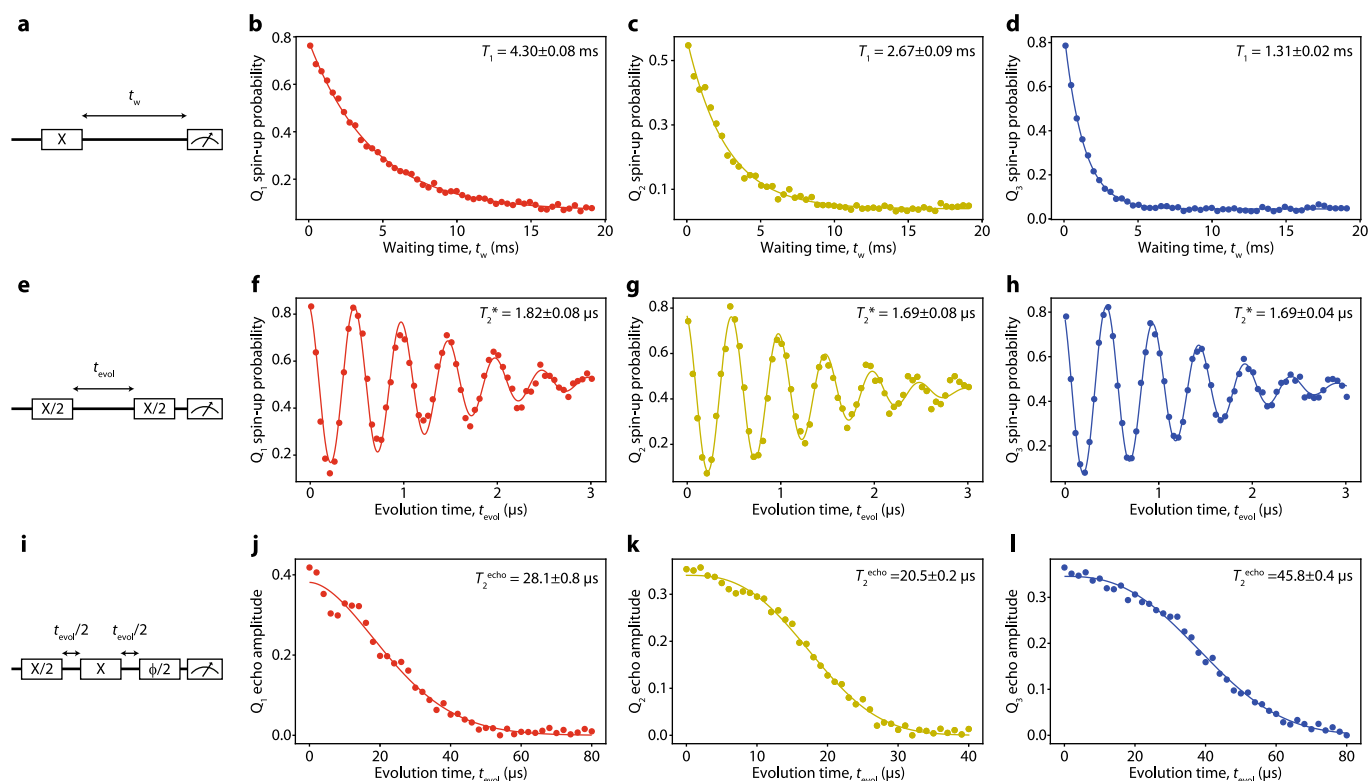 a
t_w
X
b
T_1 = 4.30±0.08 ms
Q_1 spin-up probability
0.8
0.6
0.4
0.2
0 5 10 15 20
Waiting time, t_w (ms)
c
T_1 = 2.67±0.09 ms
Q_2 spin-up probability
0.5
0.3
0.1
0 5 10 15 20
Waiting time, t_w (ms)
d
T_1 = 1.31±0.02 ms
Q_3 spin-up probability
0.8
0.6
0.4
0.2
0.0
0 5 10 15 20
Waiting time, t_w (ms)
e
t_evol
X/2 X/2
f
T_2* = 1.82±0.08 μs
Q_1 spin-up probability
0.8
0.6
0.4
0.2
0 1 2 3
Evolution time, t_evol (μs)
g
T_2* = 1.69±0.08 μs
Q_2 spin-up probability
0.8
0.6
0.4
0.2
0 1 2 3
Evolution time, t_evol (μs)
h
T_2* = 1.69±0.04 μs
Q_3 spin-up probability
0.8
0.6
0.4
0.2
0 1 2 3
Evolution time, t_evol (μs)
i
t_evol/2 t_evol/2
X/2 X ϕ/2
j
T_2^echo = 28.1±0.8 μs
Q_1 echo amplitude
0.4
0.2
0
0 20 40 60 80
Evolution time, t_evol (μs)
k
T_2^echo =20.5±0.2 μs
Q_2 echo amplitude
0.3
0.2
0.1
0.0
0 10 20 30 40
Evolution time, t_evol (μs)
l
T_2^echo =45.8±0.4 μs
Q_3 echo amplitude
0.3
0.2
0.1
0.0
0 20 40 60 80
Evolution time, t_evol (μs)